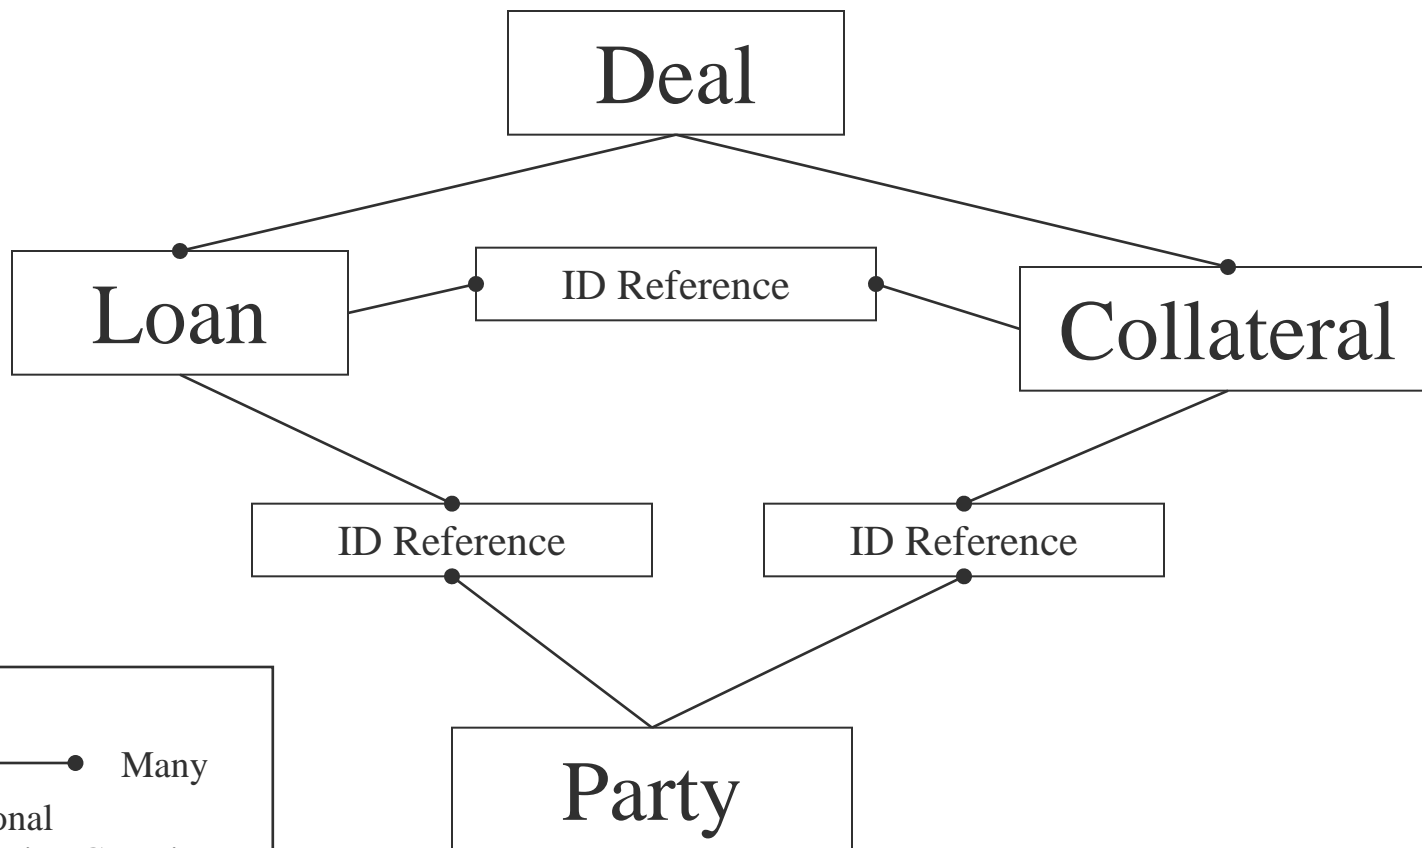 Deal
Loan
ID Reference
Collateral
ID Reference
ID Reference
Many
Party